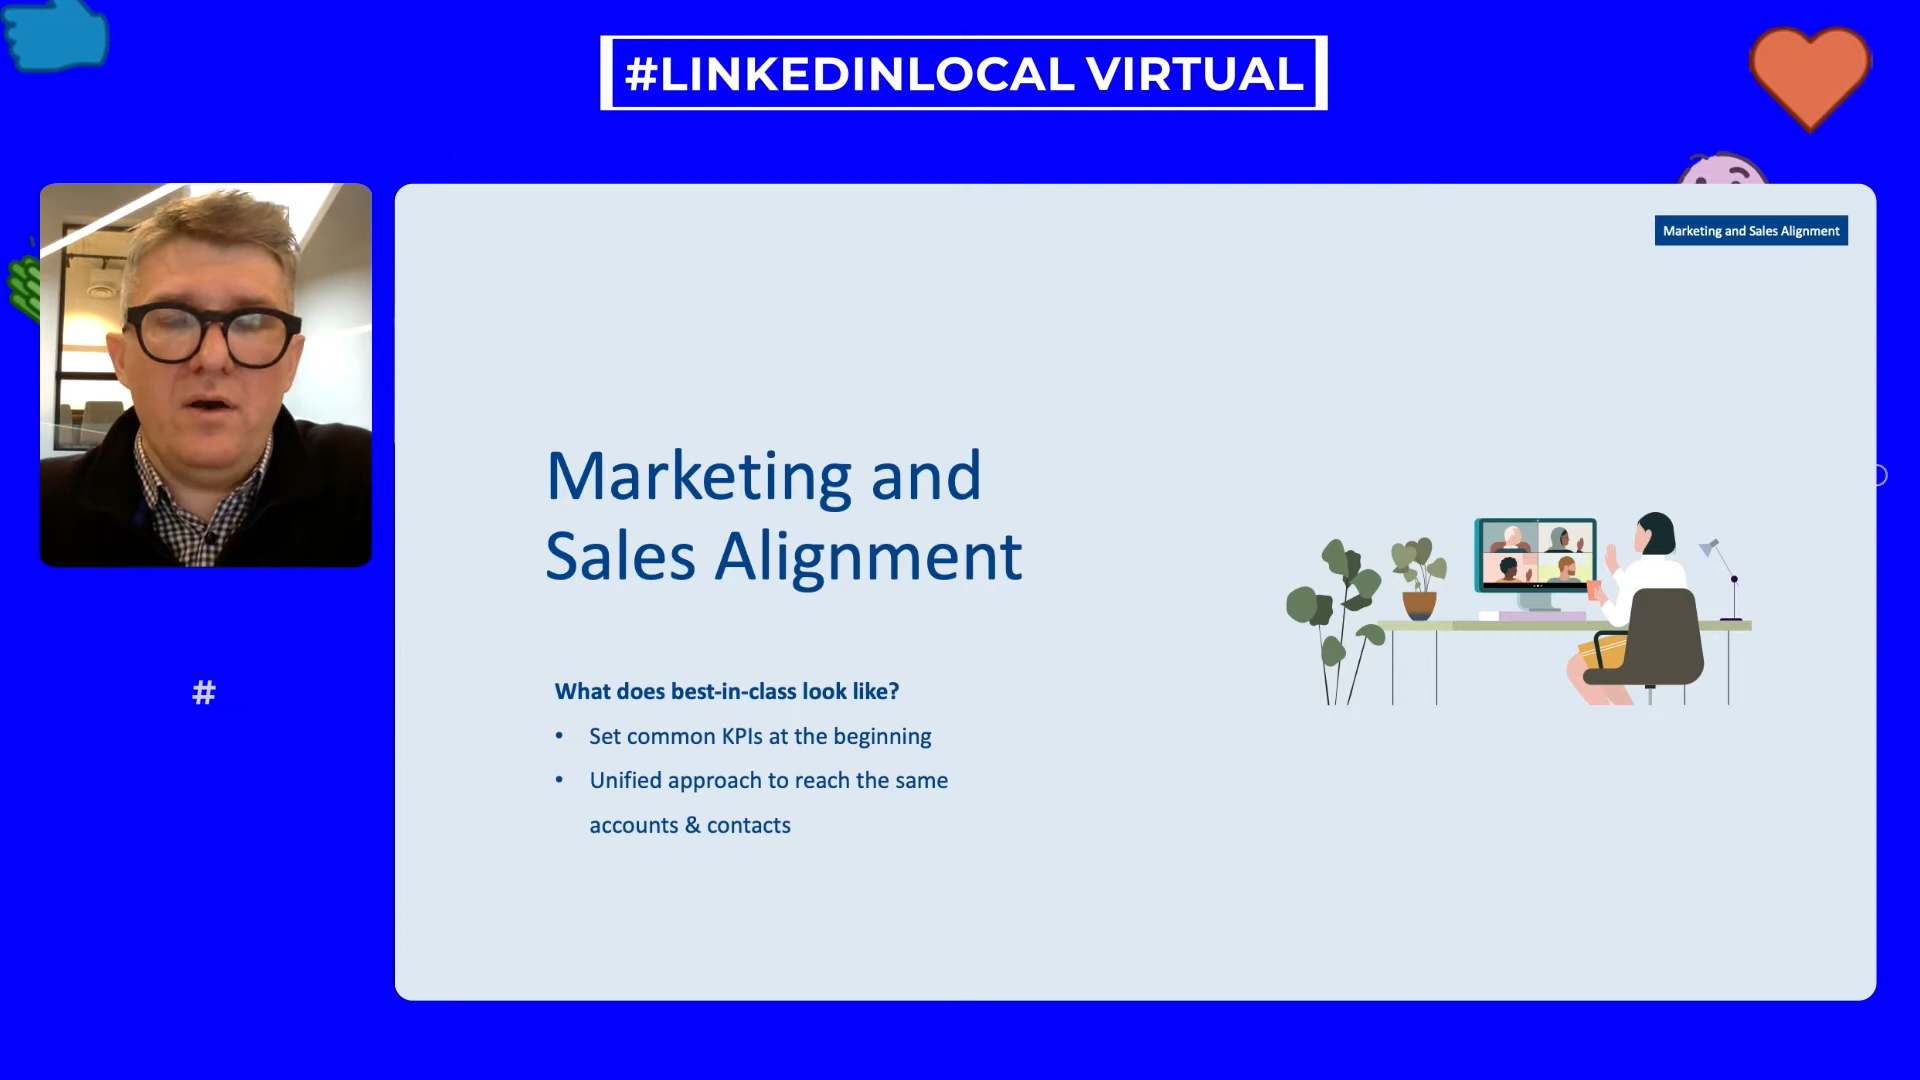 #LINKEDINLOCAL VIRTUAL
Marketing and Sales Alignment
Marketing and
Sales Alignment
What does best-in-class look like?
• Set common KPIs at the beginning
• Unified approach to reach the same
accounts & contacts
#